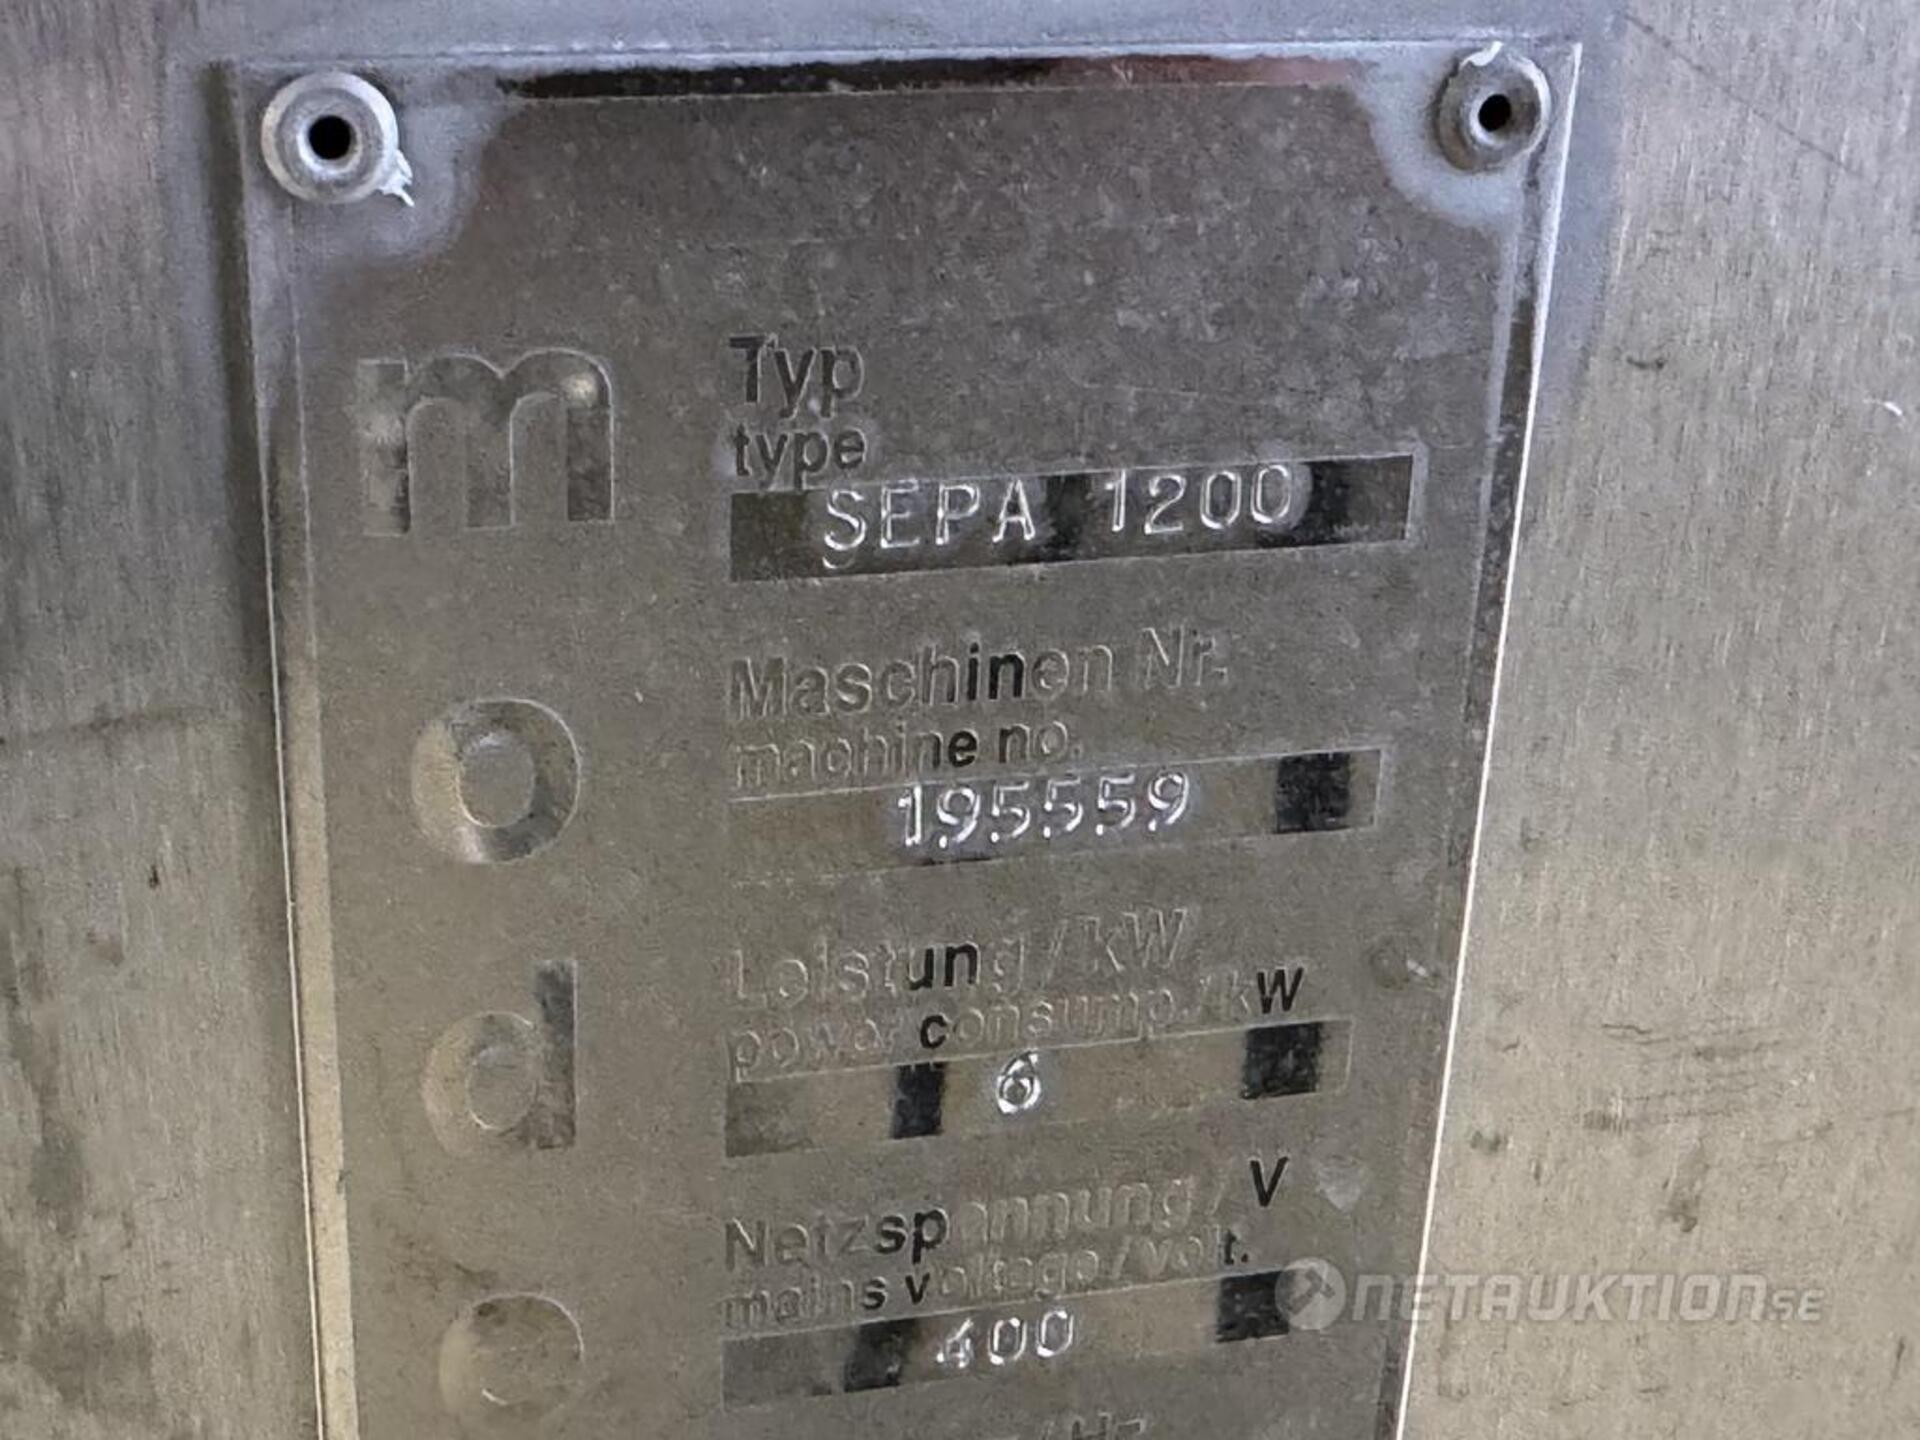 Typ
type
SEPA 1200
Maschinen Nr.
machine no.
195559
Leistung/kW
power consump./kW
6
Netzspannung/V
mains voltage/volt.
400
/Hz
m
o
d
e
NETAUKTION.SE